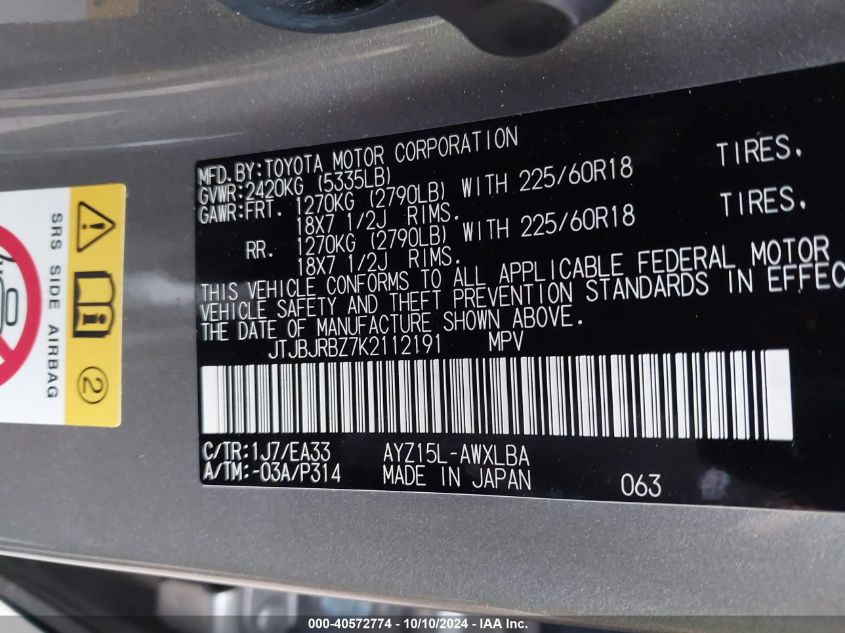 MFD.BY:TOYOTA MOTOR CORPORATION
GVWR:2420KG (5335LB)
GAWR:FRT. 1270KG (2790LB) WITH 225/60R18 TIRES.
18X7 1/2J RIMS.
RR. 1270KG (2790LB) WITH 225/60R18 TIRES.
18X7 1/2J RIMS.
THIS VEHICLE CONFORMS TO ALL APPLICABLE FEDERAL MOTOR
VEHICLE SAFETY AND THEFT PREVENTION STANDARDS IN EFFEC
THE DATE OF MANUFACTURE SHOWN ABOVE.
JTJBJRBZ7K2112191 MPV
C/TR:1J7/EA33 AYZ15L-AWXLBA
A/TM:-03A/P314 MADE IN JAPAN 063
SRS SIDE AIRBAG
2
000-40572774 - 10/10/2024 - IAA Inc.